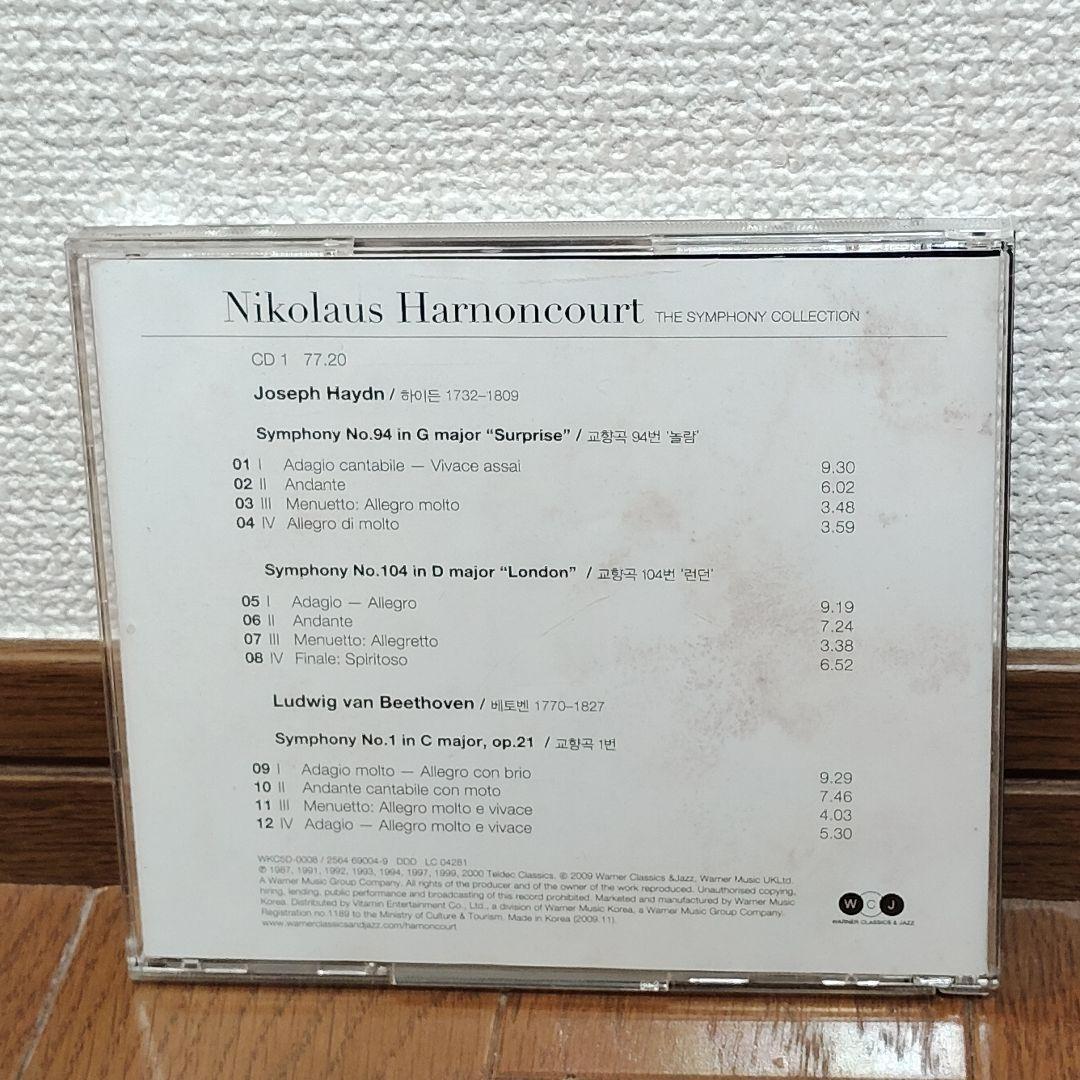 Nikolaus Harnoncourt THE SYMPHONY COLLECTION
CD 1 77.20
Joseph Haydn / 하이든 1732–1809
Symphony No.94 in G major “Surprise” / 교향곡 94번 ‘놀람’
01 I Adagio cantabile — Vivace assai 9.30
02 II Andante 6.02
03 III Menuetto: Allegro molto 3.48
04 IV Allegro di molto 3.59
Symphony No.104 in D major “London” / 교향곡 104번 ‘런던’
05 I Adagio — Allegro 9.19
06 II Andante 7.24
07 III Menuetto: Allegretto 3.38
08 IV Finale: Spiritoso 6.52
Ludwig van Beethoven / 베토벤 1770–1827
Symphony No.1 in C major, op.21 / 교향곡 1번
09 I Adagio molto — Allegro con brio 9.29
10 II Andante cantabile con moto 7.46
11 III Menuetto: Allegro molto e vivace 4.03
12 IV Adagio — Allegro molto e vivace 5.30
WKC5D-0008 / 2564 69004-9 DDD LC 04281
℗ 1987, 1991, 1992, 1993, 1994, 1997, 1999, 2000 Teldec Classics. © 2009 Warner Classics &Jazz, Warner Music UKLtd.
A Warner Music Group Company. All rights of the producer and of the owner of the work reproduced. Unauthorised copying,
hiring, lending, public performance and broadcasting of this record prohibited. Marketed and manufactured by Warner Music
Korea. Distributed by Vitamin Entertainment Co., Ltd., a division of Warner Music Korea, a Warner Music Group Company.
Registration no.1189 to the Ministry of Culture & Tourism. Made in Korea (2009.11).
www.warnerclassicsandjazz.com/harnoncourt
W C J
WARNER CLASSICS & JAZZ